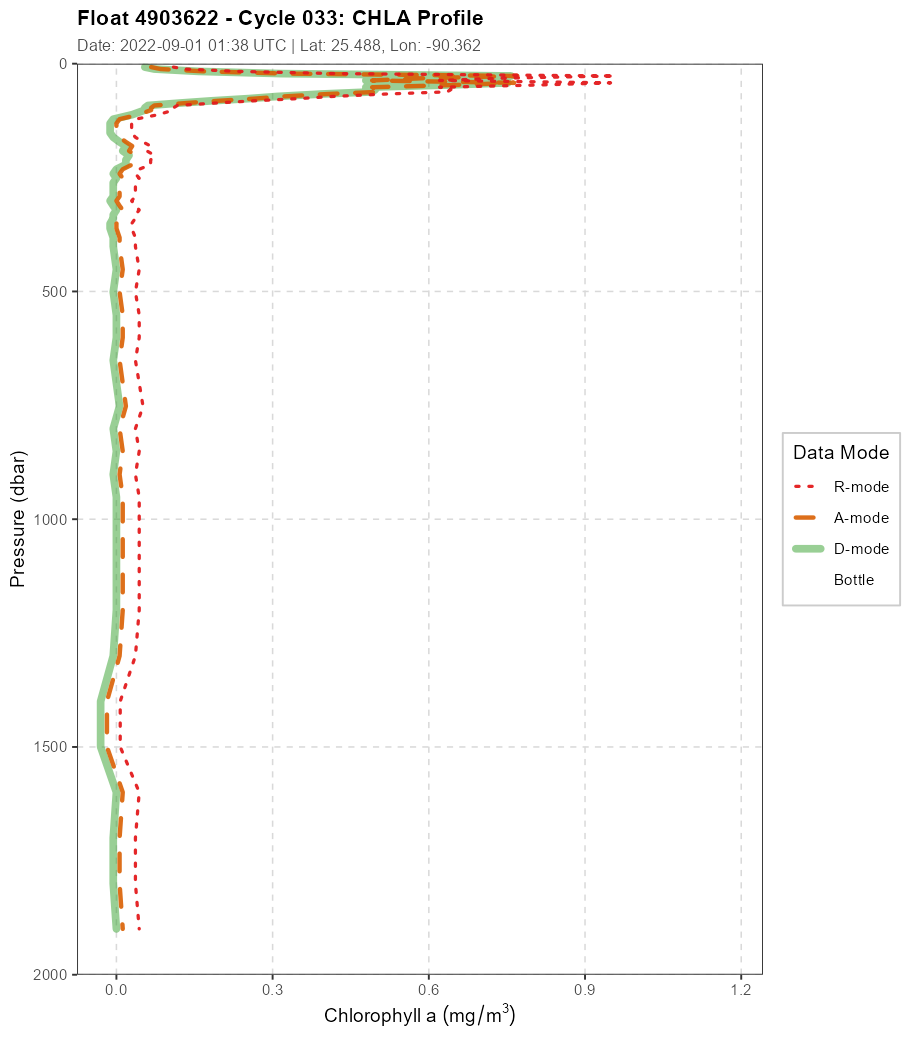 Float 4903622 - Cycle 033: CHLA Profile
Date: 2022-09-01 01:38 UTC | Lat: 25.488, Lon: -90.362
0
500
1000
1500
2000
Pressure (dbar)
0.0 0.3 0.6 0.9 1.2
Chlorophyll a (mg/m³)
Data Mode
R-mode
A-mode
D-mode
Bottle